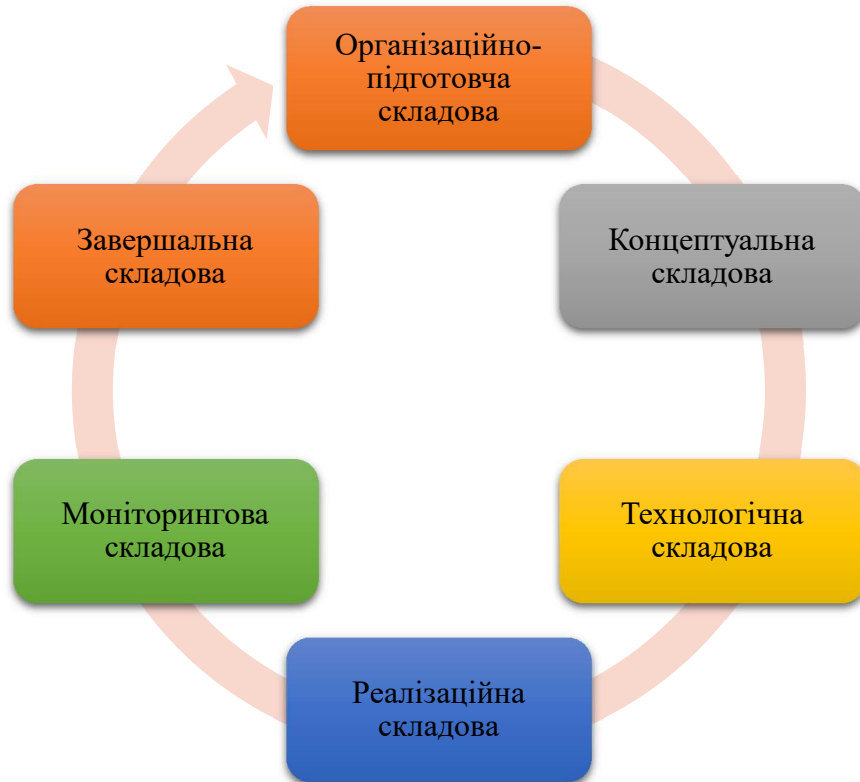 Організаційно-
підготовча
складова
Концептуальна
складова
Технологічна
складова
Реалізаційна
складова
Моніторингова
складова
Завершальна
складова